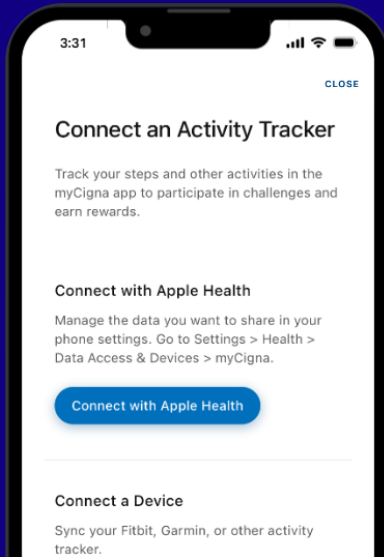 3:31
CLOSE
Connect an Activity Tracker
Track your steps and other activities in the
myCigna app to participate in challenges and
earn rewards.
Connect with Apple Health
Manage the data you want to share in your
phone settings. Go to Settings > Health >
Data Access & Devices > myCigna.
Connect with Apple Health
Connect a Device
Sync your Fitbit, Garmin, or other activity
tracker.